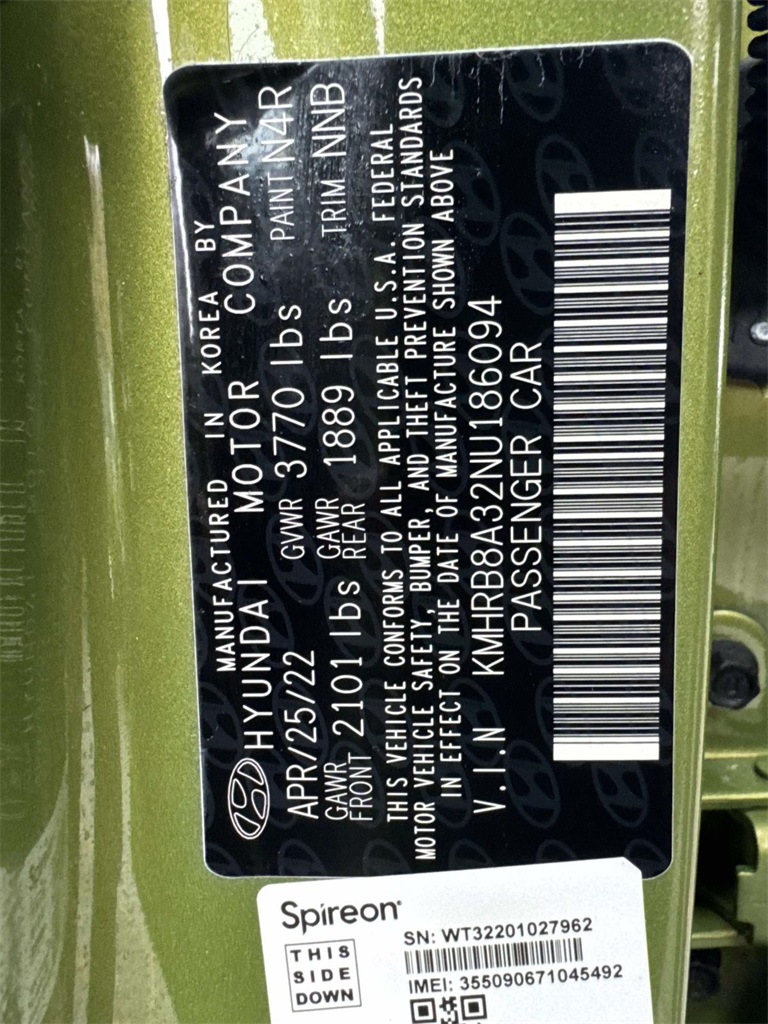 MANUFACTURED IN KOREA BY
HYUNDAI MOTOR COMPANY
APR/25/22 GVWR 3770 lbs PAINT N4R
GAWR FRONT 2101 lbs GAWR REAR 1889 lbs TRIM NNB
THIS VEHICLE CONFORMS TO ALL APPLICABLE U.S.A. FEDERAL
MOTOR VEHICLE SAFETY, BUMPER, AND THEFT PREVENTION STANDARDS
IN EFFECT ON THE DATE OF MANUFACTURE SHOWN ABOVE
V.I.N KMHRB8A32NU186094
PASSENGER CAR
Spireon
THIS
SIDE
DOWN
SN: WT32201027962
IMEI: 355090671045492